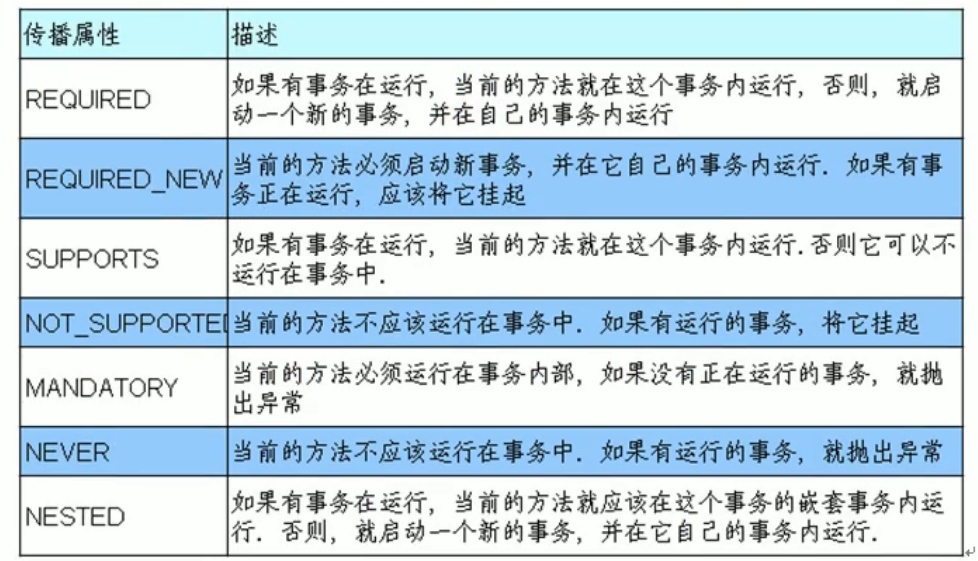 传播属性 描述
REQUIRED 如果有事务在运行，当前的方法就在这个事务内运行，否则，就启
动一个新的事务，并在自己的事务内运行
REQUIRED_NEW 当前的方法必须启动新事务，并在它自己的事务内运行. 如果有事
务正在运行，应该将它挂起
SUPPORTS 如果有事务在运行，当前的方法就在这个事务内运行. 否则它可以不
运行在事务中.
NOT_SUPPORTED 当前的方法不应该运行在事务中. 如果有运行的事务，将它挂起
MANDATORY 当前的方法必须运行在事务内部，如果没有正在运行的事务，就抛
出异常
NEVER 当前的方法不应该运行在事务中. 如果有运行的事务，就抛出异常
NESTED 如果有事务在运行，当前的方法就应该在这个事务的嵌套事务内运
行. 否则，就启动一个新的事务，并在它自己的事务内运行.